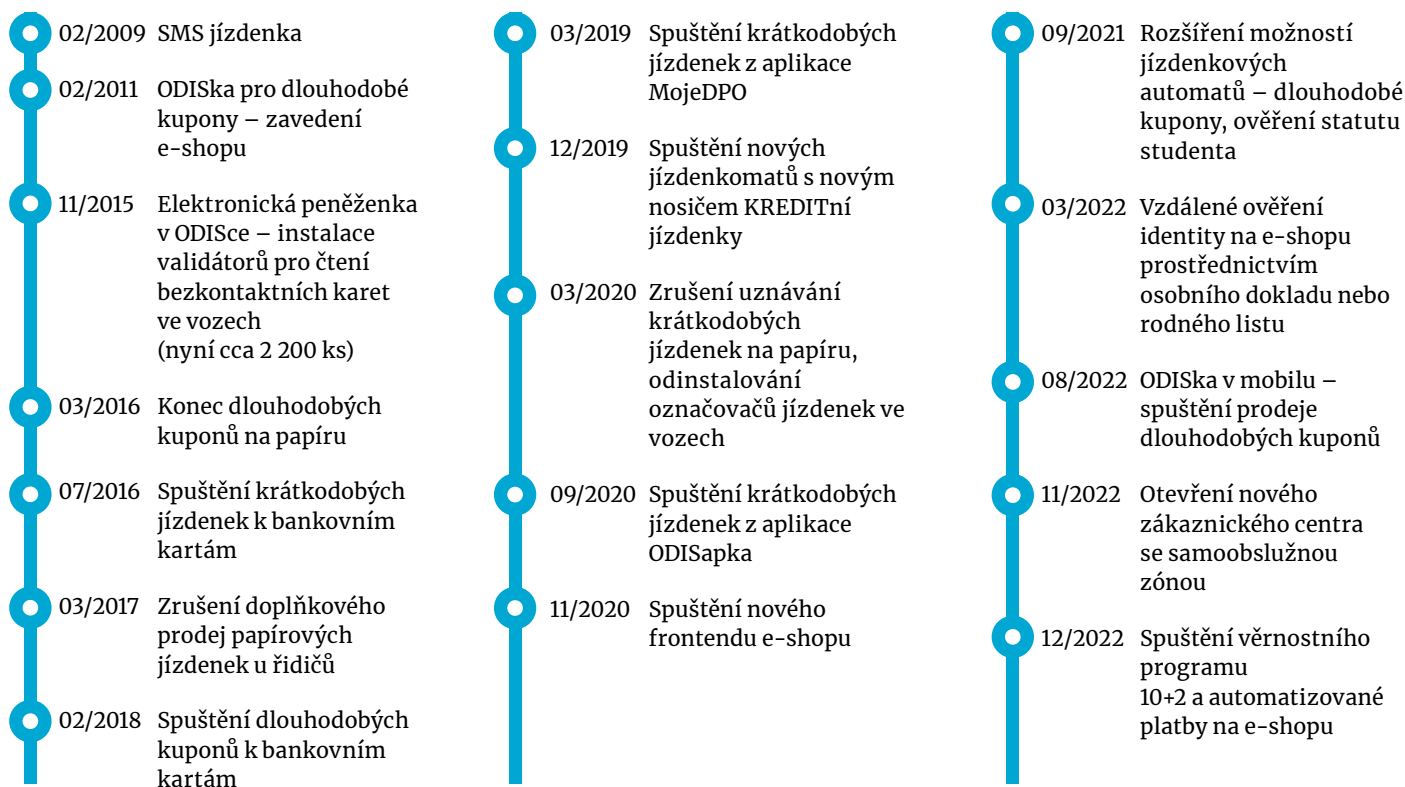 02/2009 SMS jízdenka
02/2011 ODISka pro dlouhodobé
kupony – zavedení
e-shopu
11/2015 Elektronická peněženka
v ODISce – instalace
validátorů pro čtení
bezkontaktních karet
ve vozech
(nyní cca 2 200 ks)
03/2016 Konec dlouhodobých
kuponů na papíru
07/2016 Spuštění krátkodobých
jízdenek k bankovním
kartám
03/2017 Zrušení doplňkového
prodej papírových
jízdenek u řidičů
02/2018 Spuštění dlouhodobých
kuponů k bankovním
kartám
03/2019 Spuštění krátkodobých
jízdenek z aplikace
MojeDPO
12/2019 Spuštění nových
jízdenkomatů s novým
nosičem KREDITní
jízdenky
03/2020 Zrušení uznávání
krátkodobých
jízdenek na papíru,
odinstalování
označovačů jízdenek ve
vozech
09/2020 Spuštění krátkodobých
jízdenek z aplikace
ODISapka
11/2020 Spuštění nového
frontendu e-shopu
09/2021 Rozšíření možností
jízdenkových
automatů – dlouhodobé
kupony, ověření statutu
studenta
03/2022 Vzdálené ověření
identity na e-shopu
prostřednictvím
osobního dokladu nebo
rodného listu
08/2022 ODISka v mobilu –
spuštění prodeje
dlouhodobých kuponů
11/2022 Otevření nového
zákaznického centra
se samoobslužnou
zónou
12/2022 Spuštění věrnostního
programu
10+2 a automatizované
platby na e-shopu